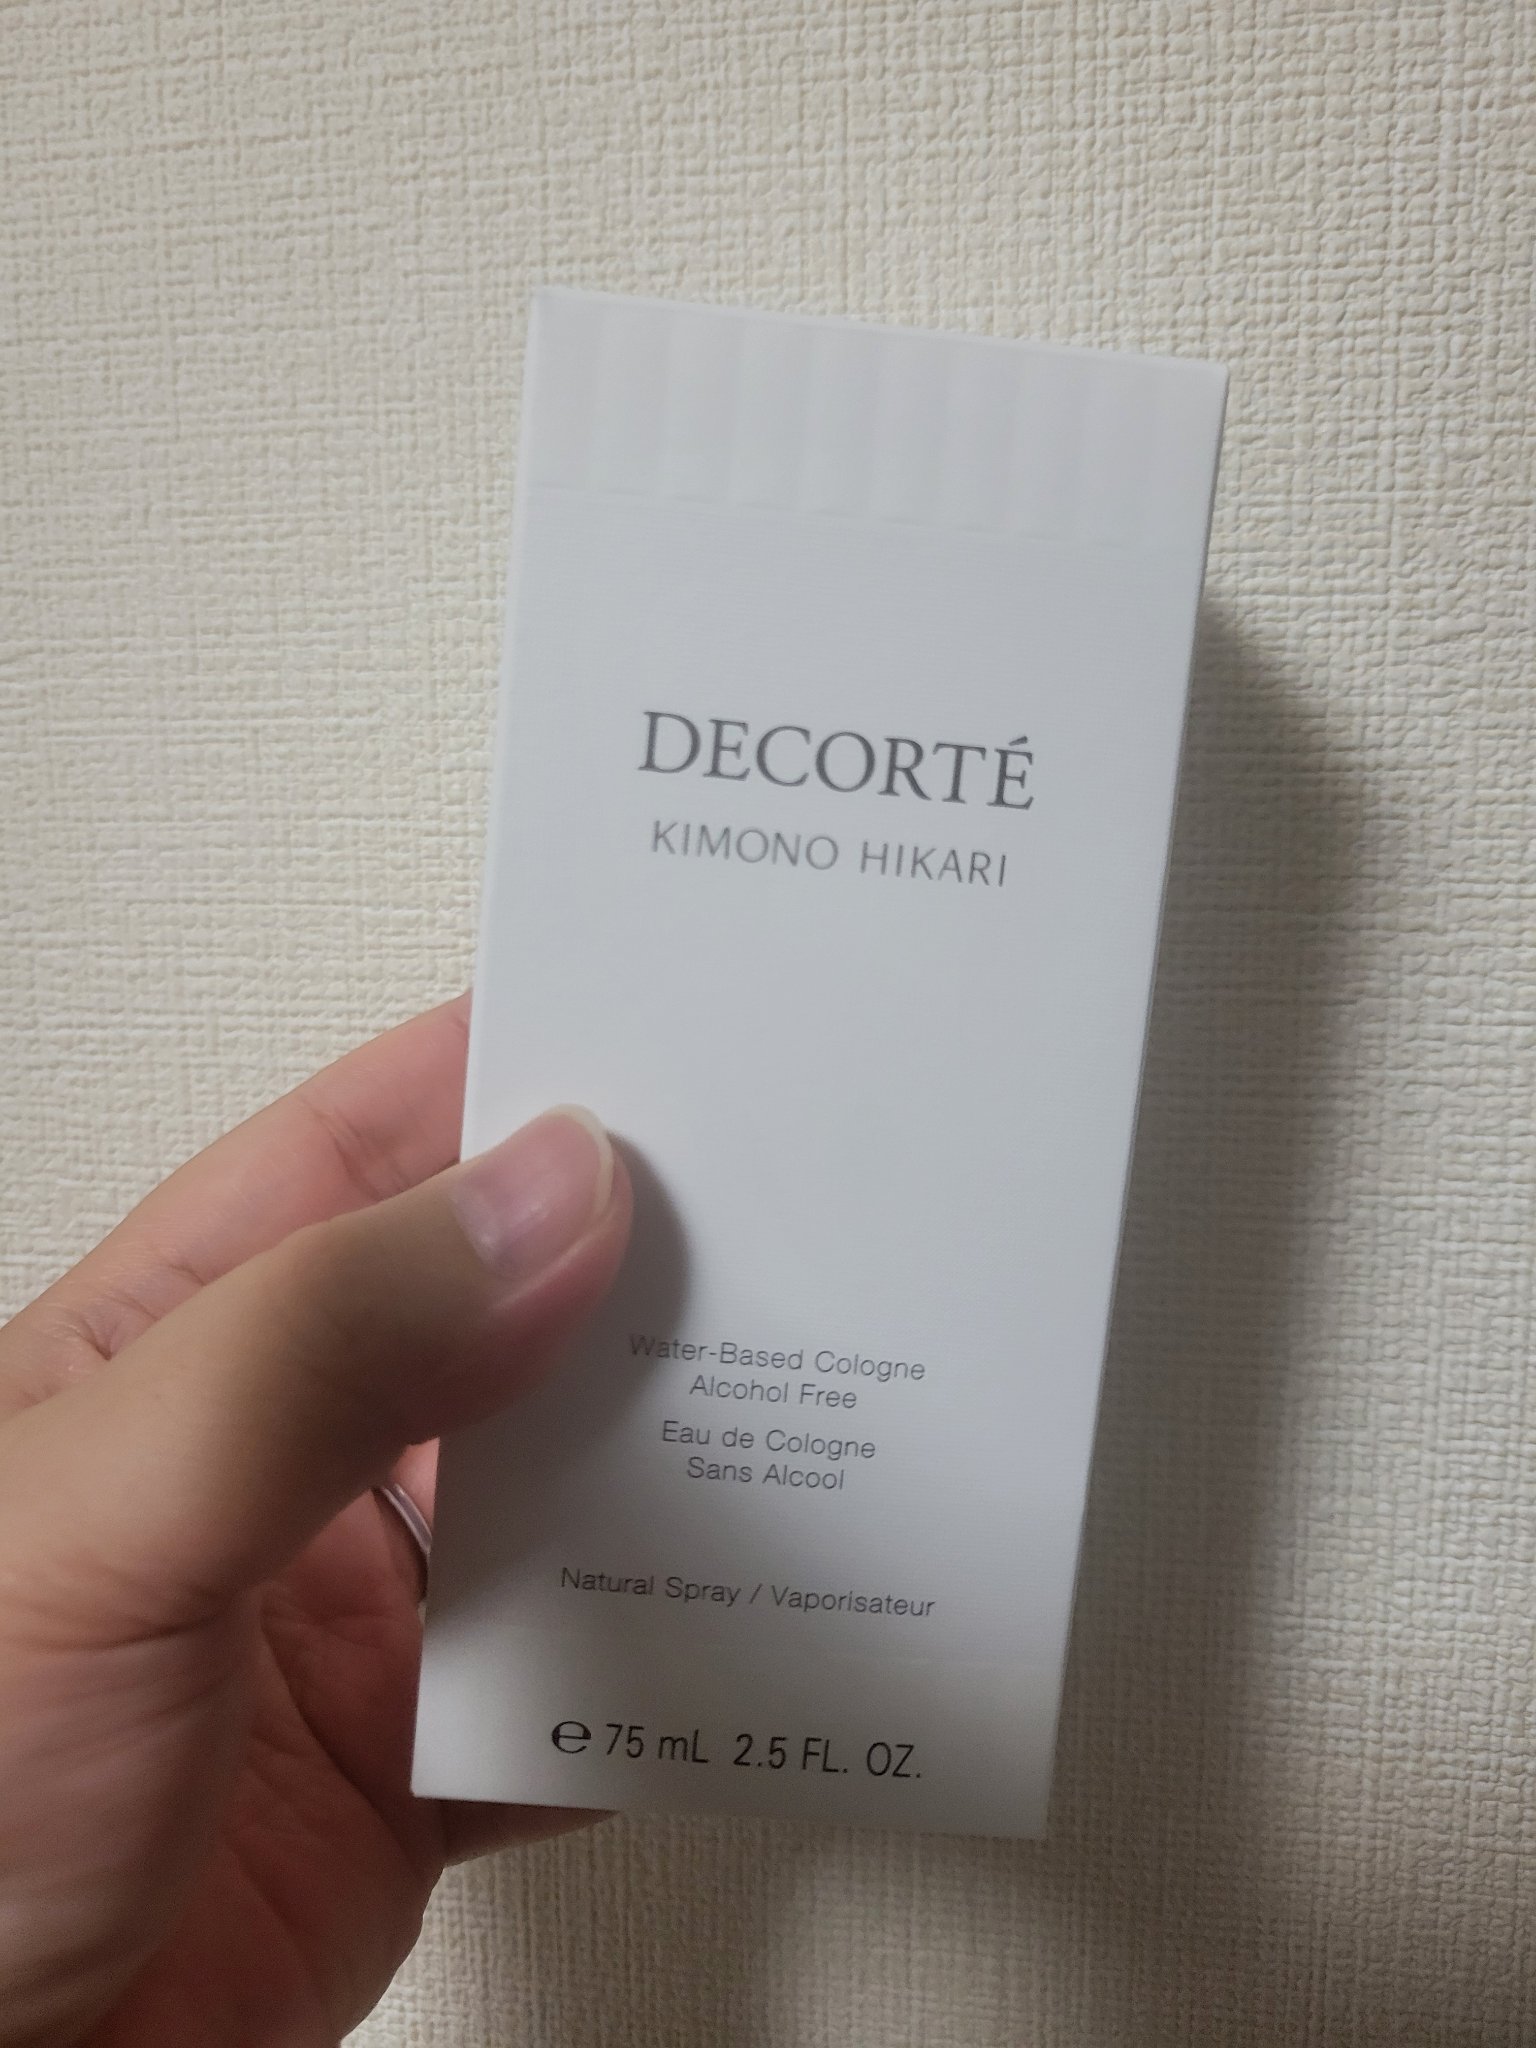 DECORTÉ
KIMONO HIKARI
Water-Based Cologne
Alcohol Free
Eau de Cologne
Sans Alcool
Natural Spray / Vaporisateur
℮ 75 mL 2.5 FL. OZ.